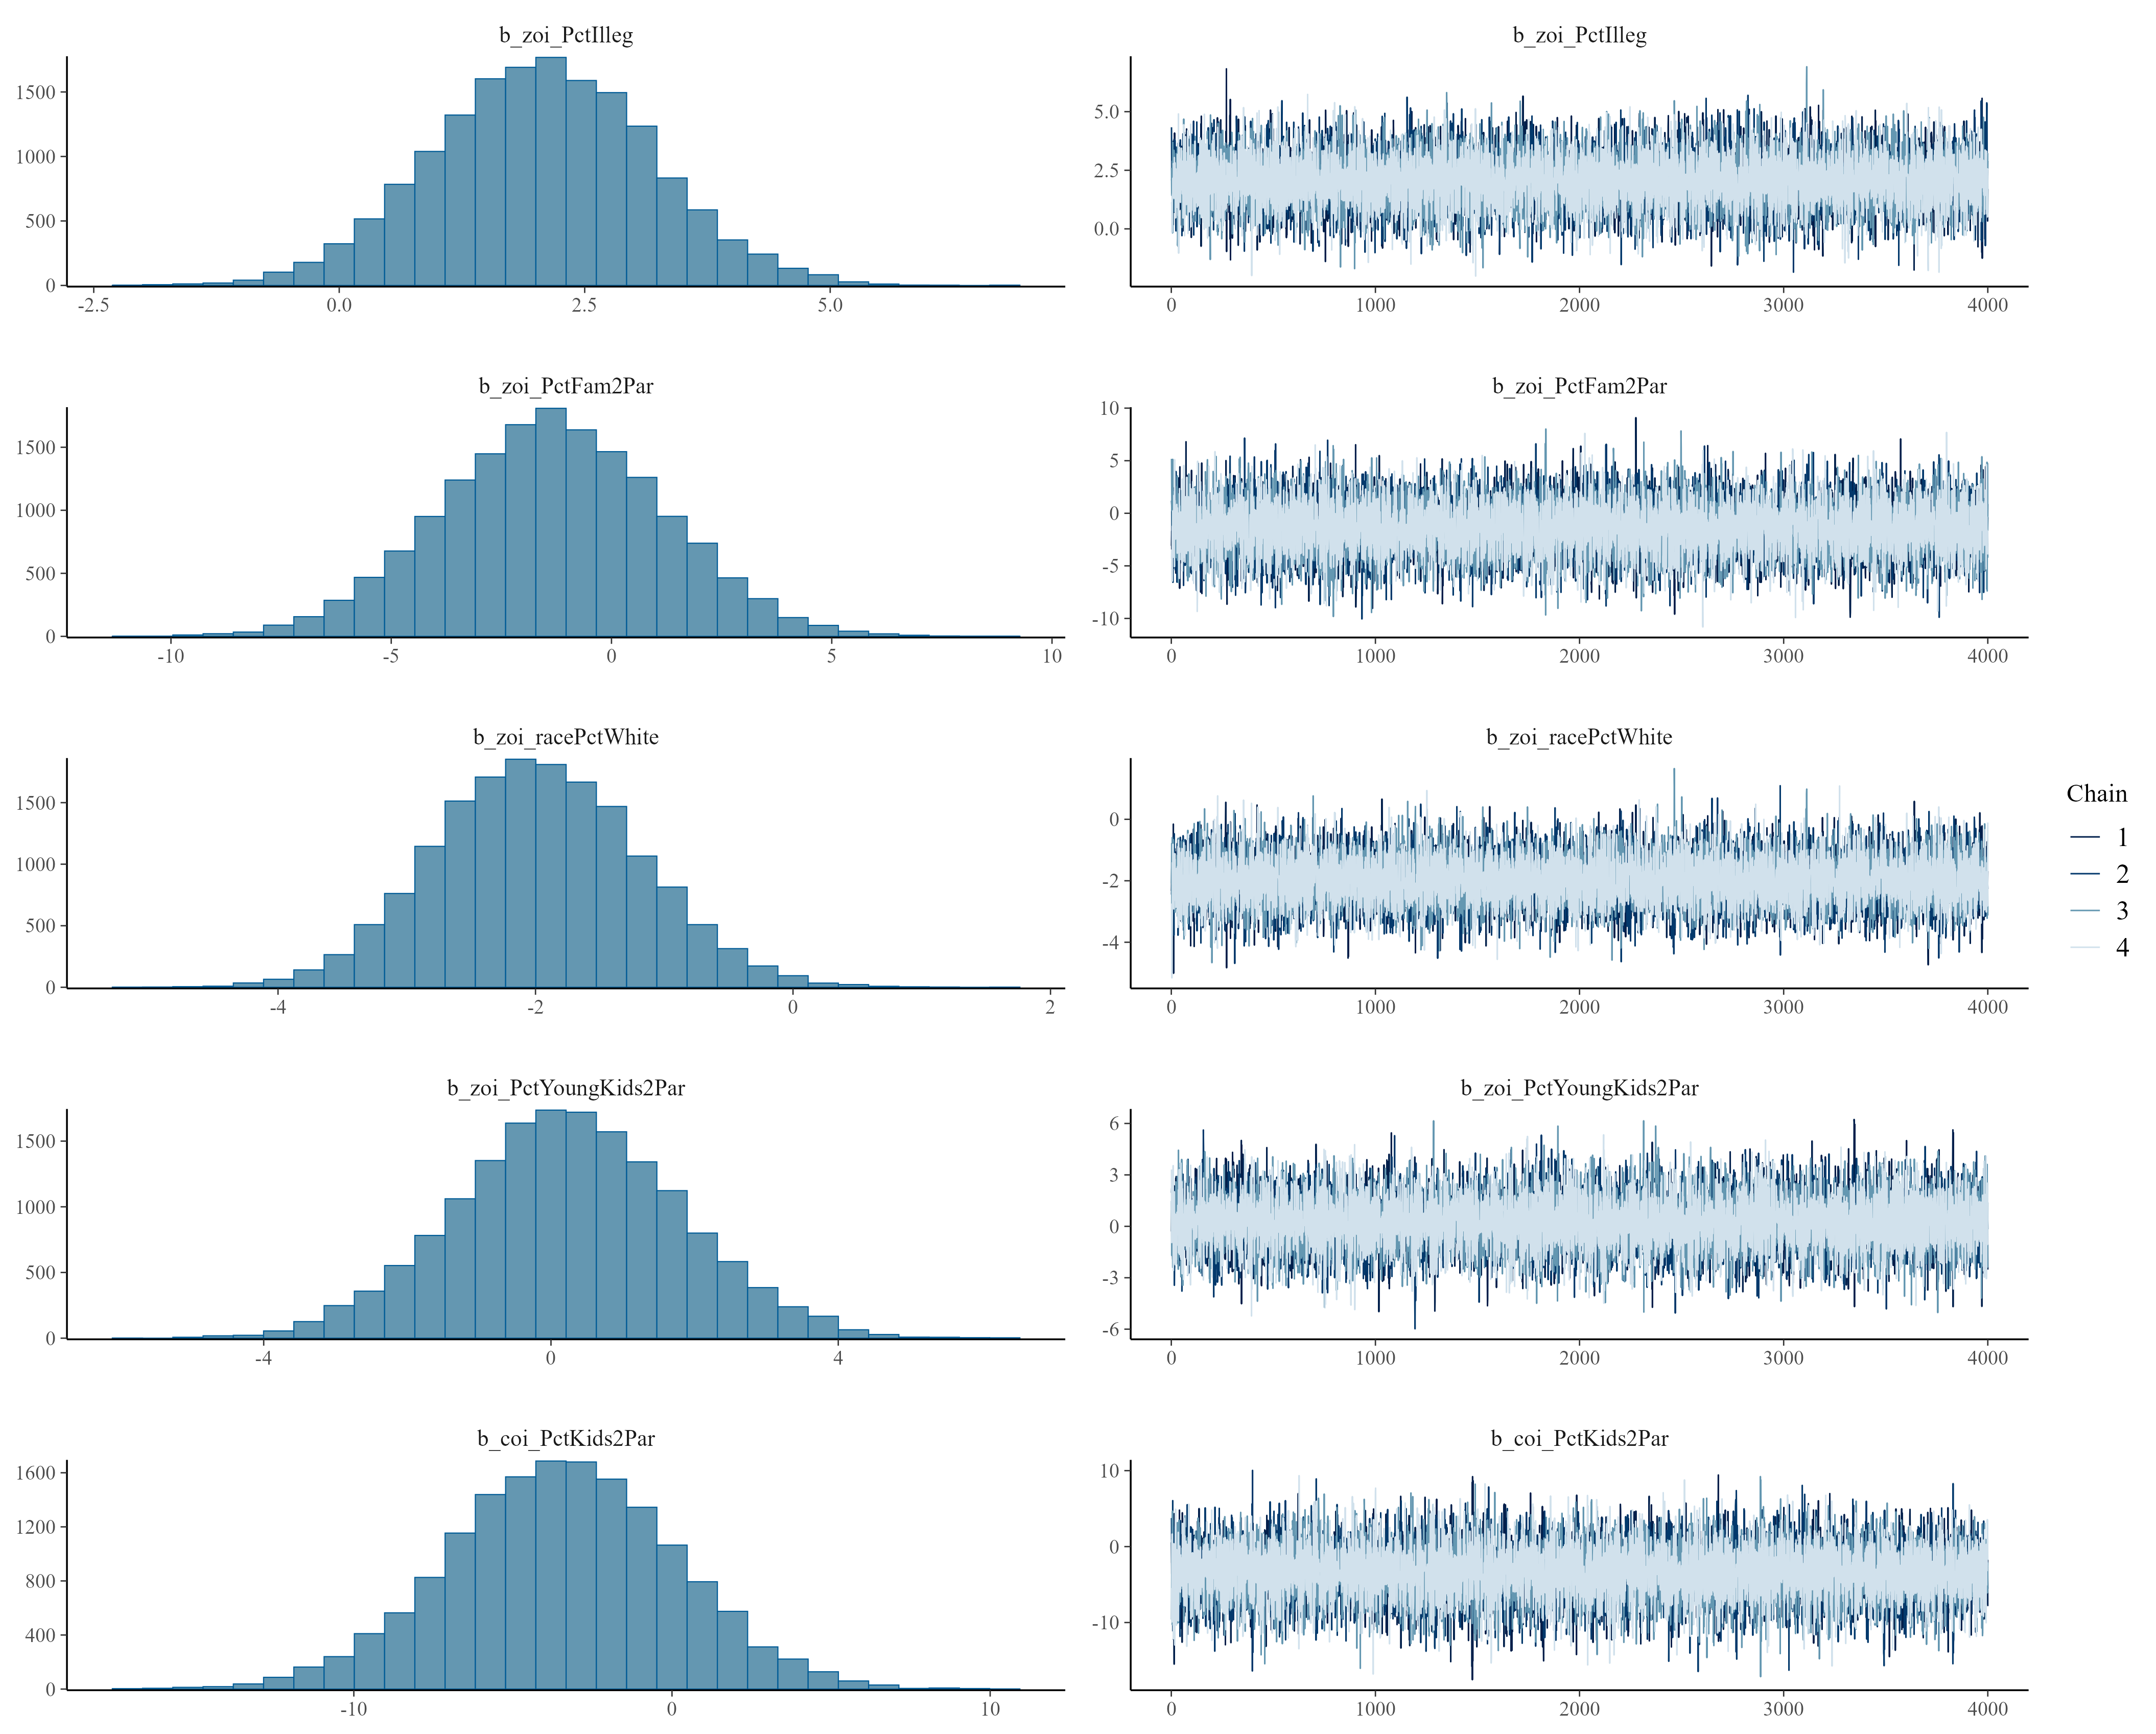 b_zoi_PctIlleg
1500
1000
500
0
-2.5 0.0 2.5 5.0
b_zoi_PctIlleg
5.0
2.5
0.0
0 1000 2000 3000 4000
b_zoi_PctFam2Par
1500
1000
500
0
-10 -5 0 5 10
b_zoi_PctFam2Par
10
5
0
-5
-10
0 1000 2000 3000 4000
b_zoi_racePctWhite
1500
1000
500
0
-4 -2 0 2
b_zoi_racePctWhite
0
-2
-4
0 1000 2000 3000 4000
Chain
1
2
3
4
b_zoi_PctYoungKids2Par
1500
1000
500
0
-4 0 4
b_zoi_PctYoungKids2Par
6
3
0
-3
-6
0 1000 2000 3000 4000
b_coi_PctKids2Par
1600
1200
800
400
0
-10 0 10
b_coi_PctKids2Par
10
0
-10
0 1000 2000 3000 4000